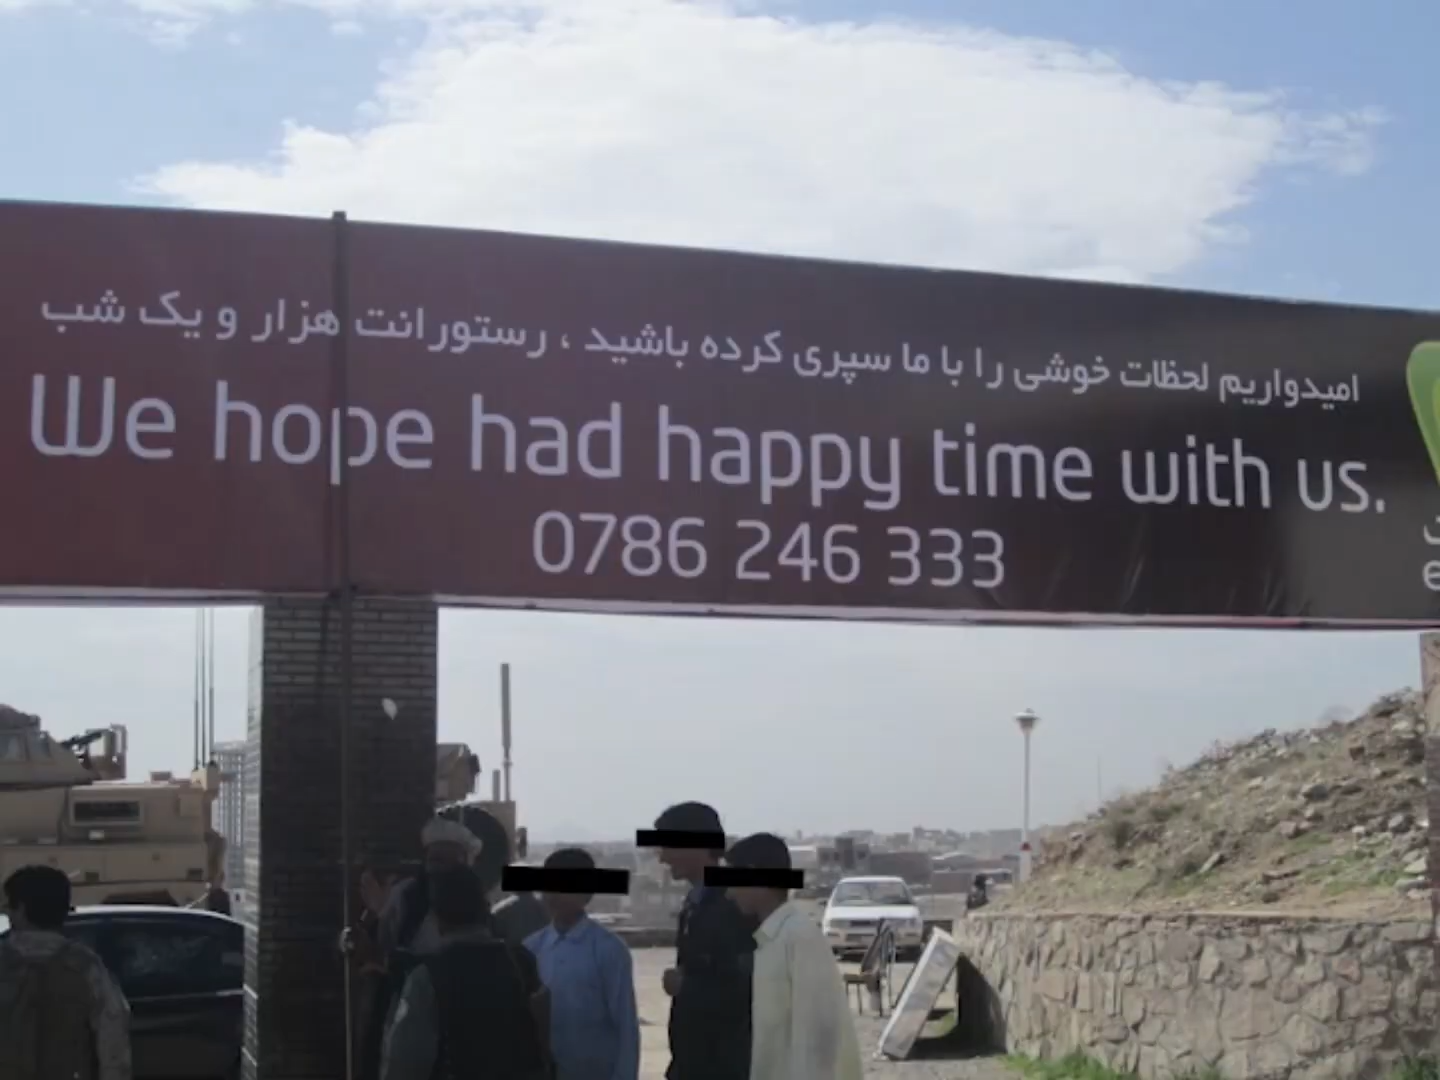 امیدواریم لحظات خوشی را با ما سپری کرده باشید ، رستورانت هزار و یک شب
We hope had happy time with us.
0786 246 333